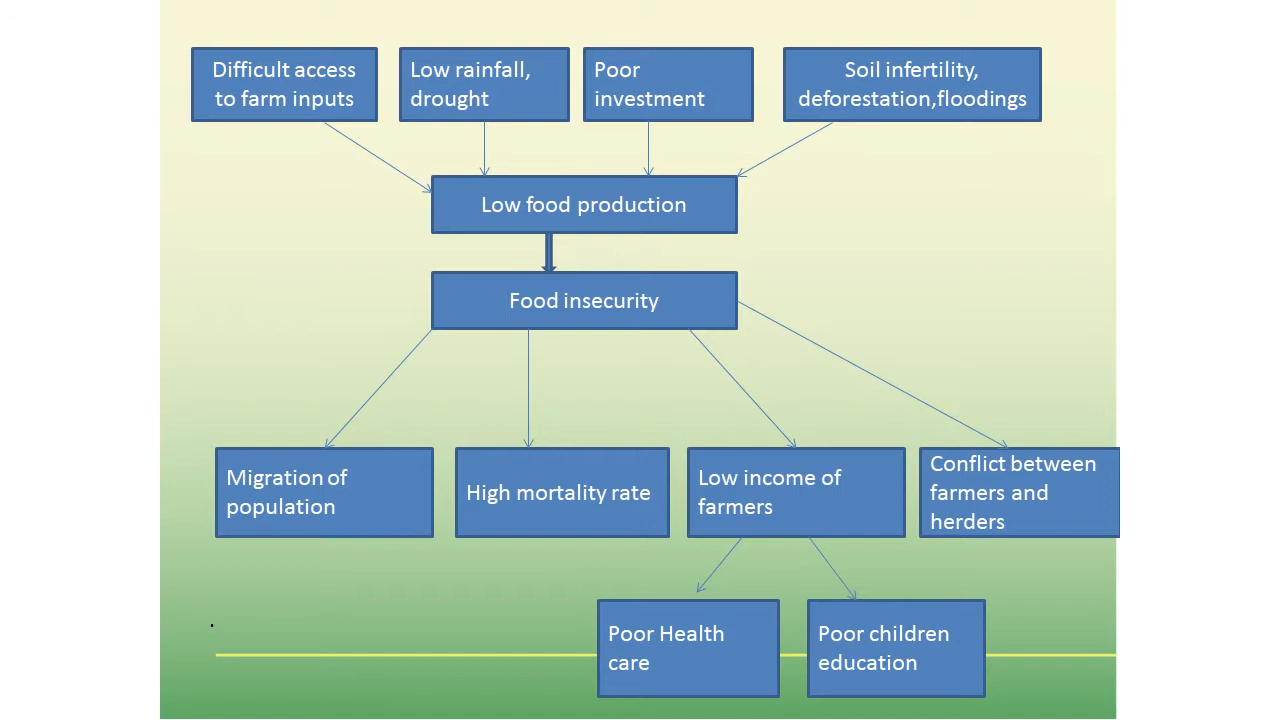 Difficult access
to farm inputs
Low rainfall,
drought
Poor
investment
Soil infertility,
deforestation,floodings
Low food production
Food insecurity
Migration of
population
High mortality rate
Low income of
farmers
Conflict between
farmers and
herders
.
Poor Health
care
Poor children
education